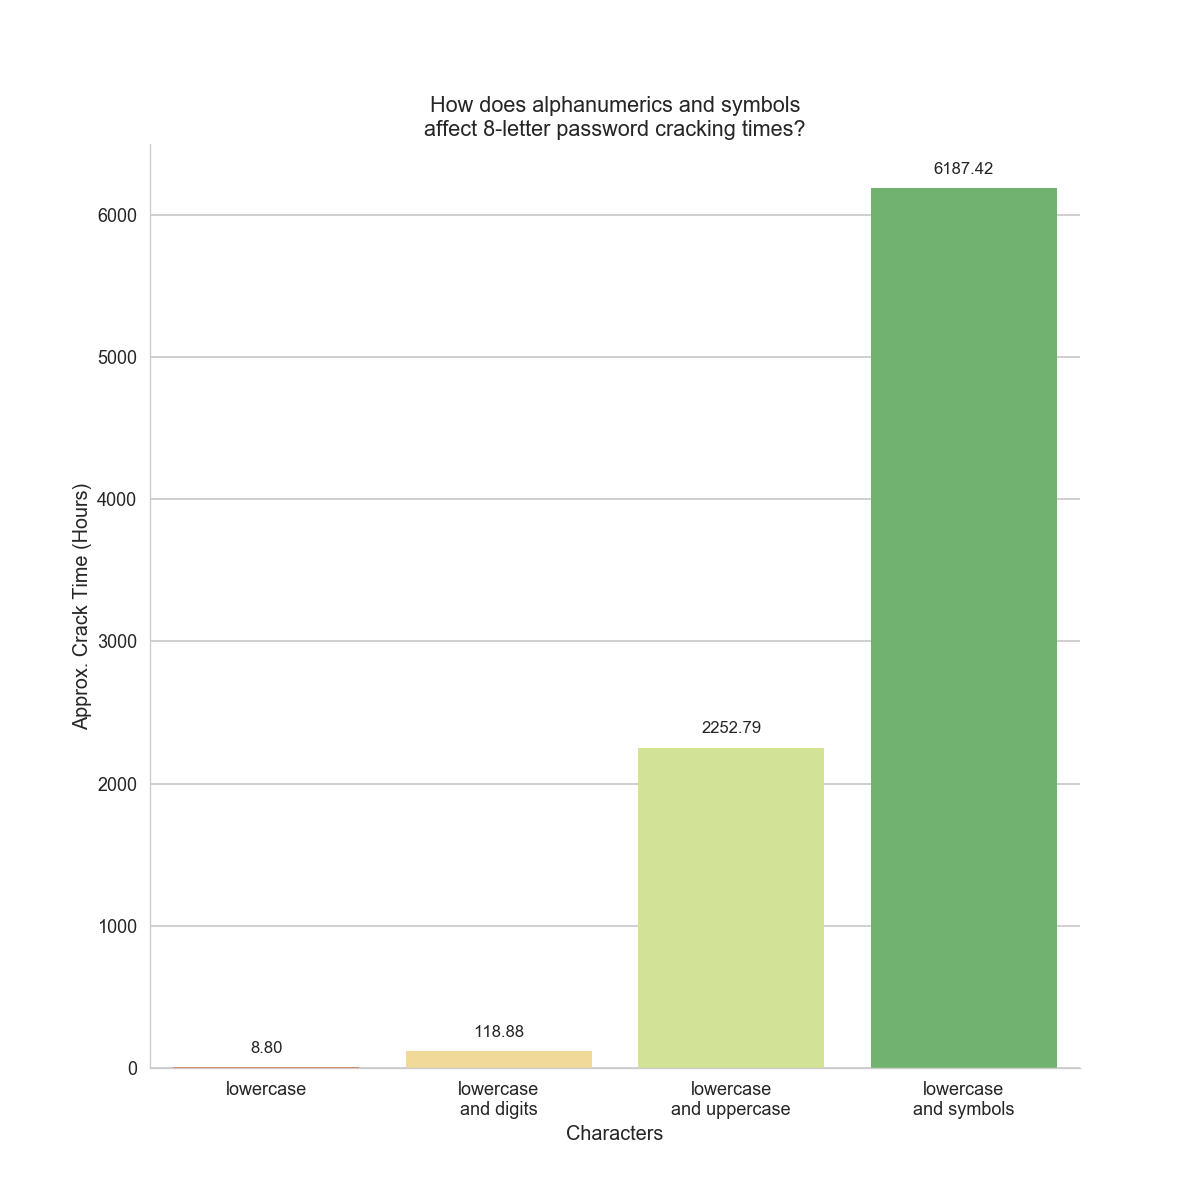 How does alphanumerics and symbols
affect 8-letter password cracking times?
6187.42
6000
5000
4000
3000
2252.79
2000
1000
118.88
8.80
0
Approx. Crack Time (Hours)
lowercase
lowercase
and digits
lowercase
and uppercase
lowercase
and symbols
Characters